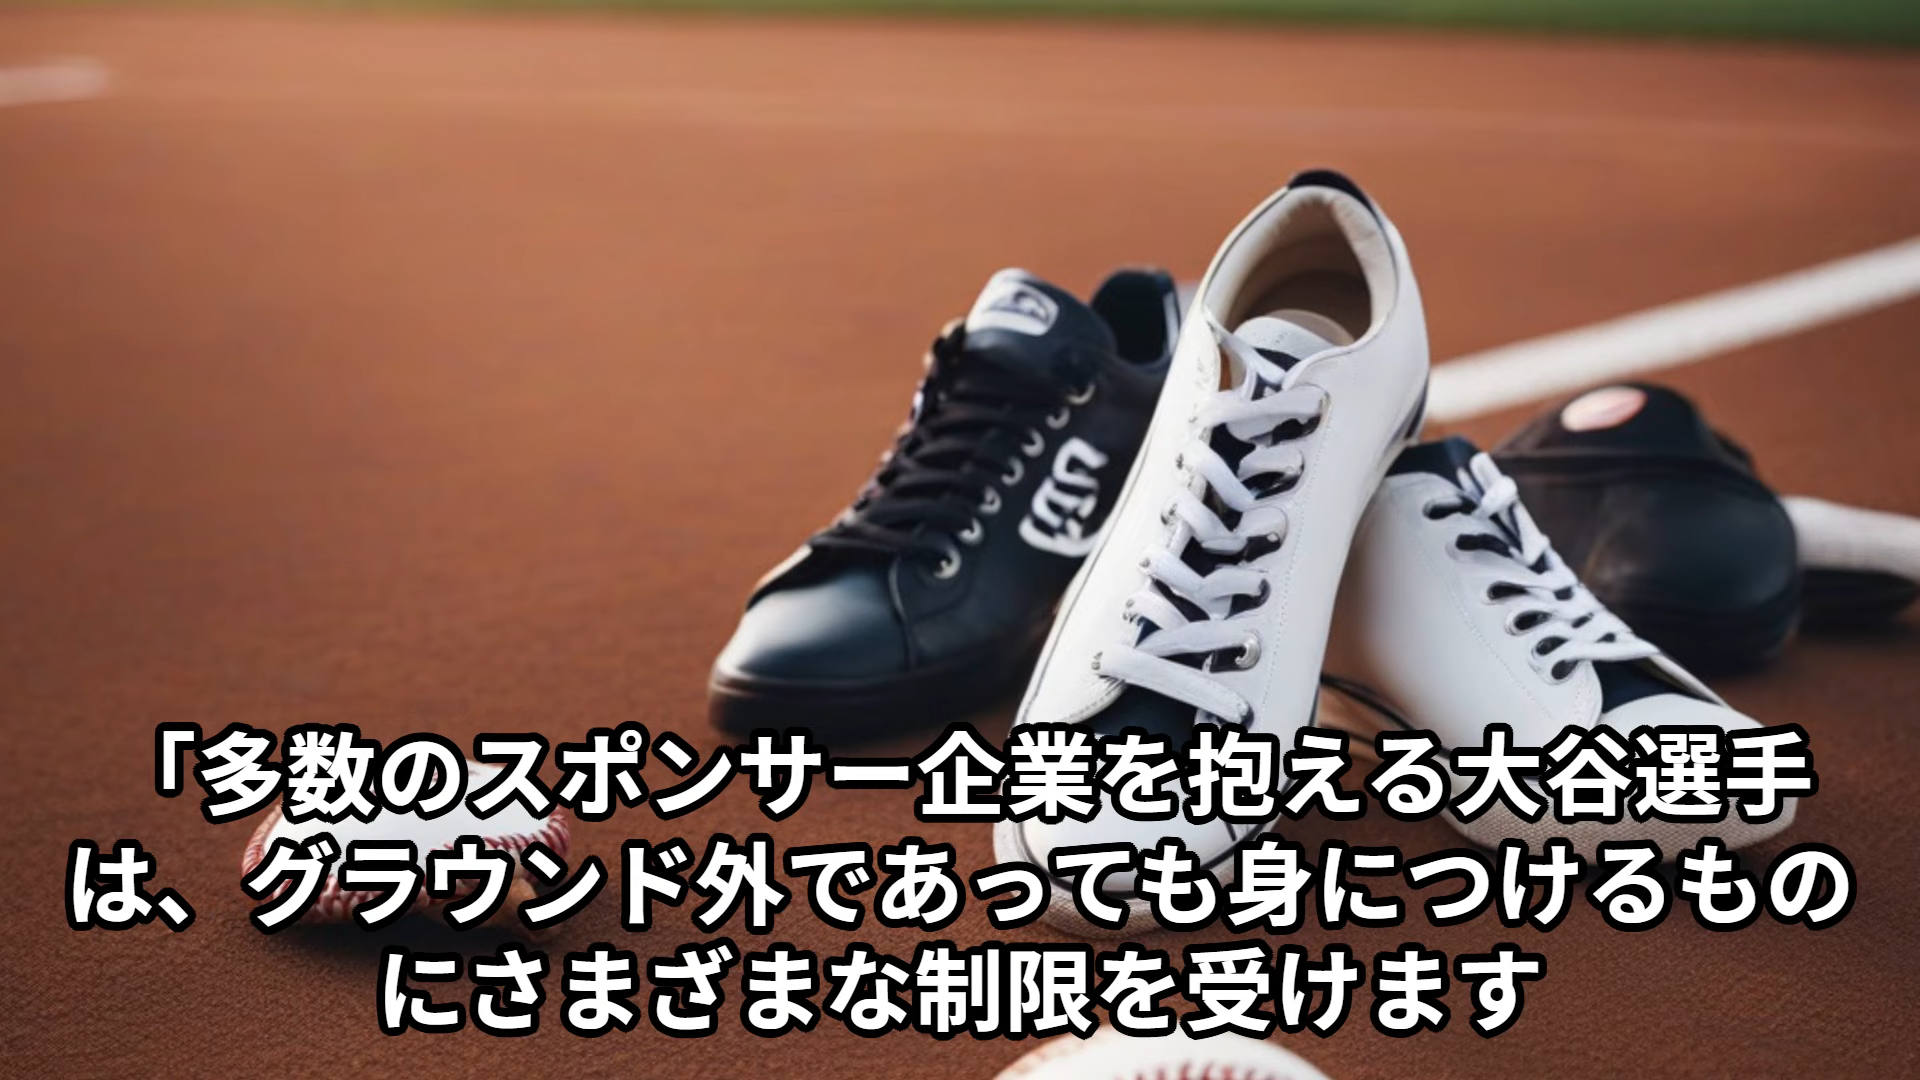 「多数のスポンサー企業を抱える大谷選手
は、グラウンド外であっても身につけるもの
にさまざまな制限を受けます